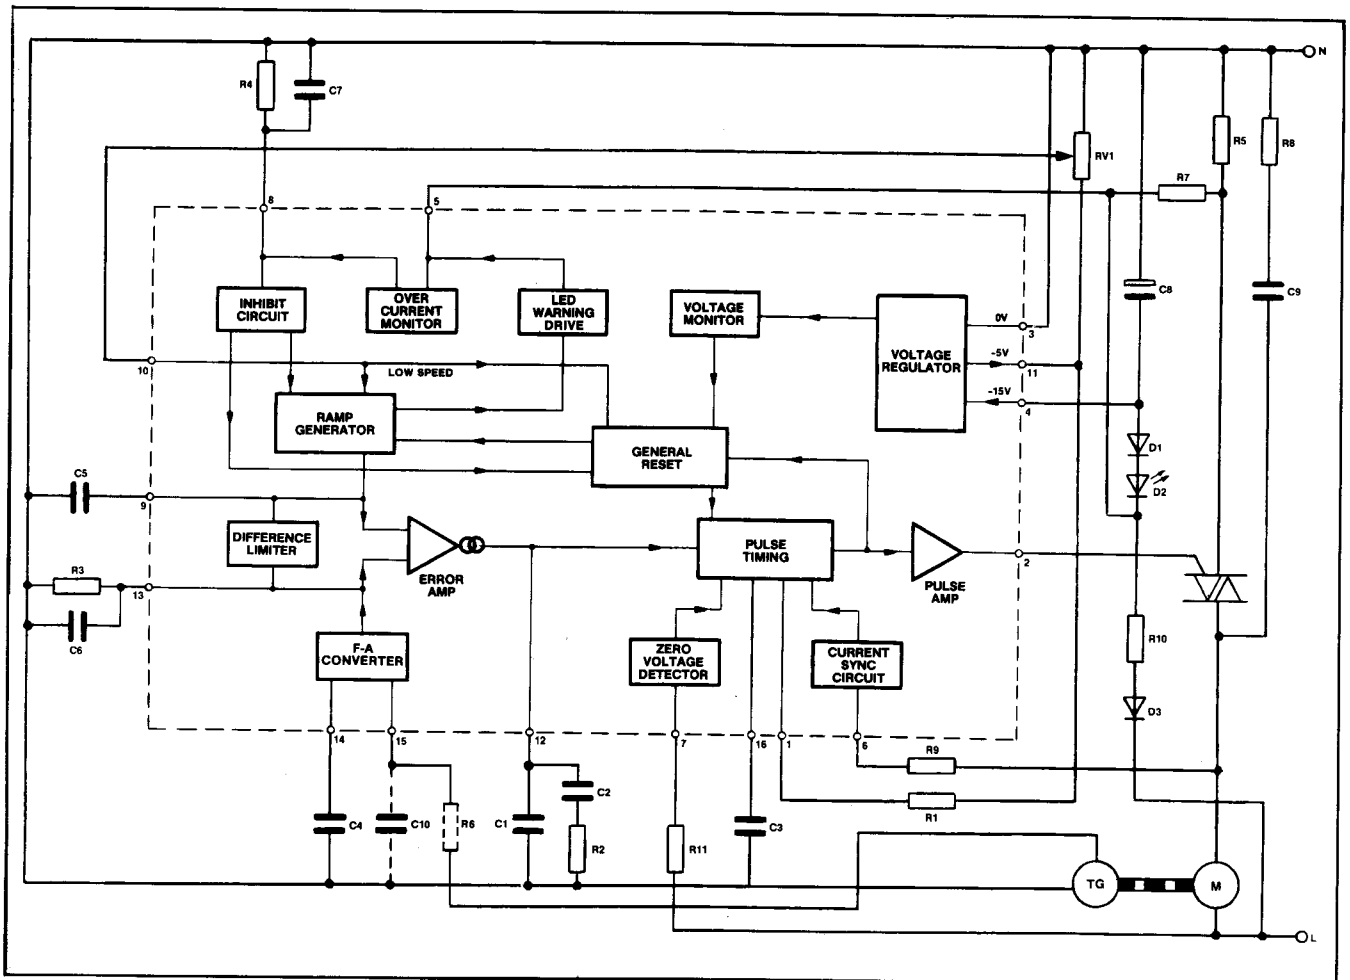 N
R4
C7
RV1
R5
R8
R7
8
5
C8
C9
INHIBIT
CIRCUIT
OVER
CURRENT
MONITOR
LED
WARNING
DRIVE
VOLTAGE
MONITOR
VOLTAGE
REGULATOR
0V
3
-5V
11
-15V
4
10
LOW SPEED
RAMP
GENERATOR
GENERAL
RESET
D1
D2
C5
9
DIFFERENCE
LIMITER
ERROR
AMP
PULSE
TIMING
PULSE
AMP
2
R3
13
C6
F-A
CONVERTER
ZERO
VOLTAGE
DETECTOR
CURRENT
SYNC
CIRCUIT
R10
D3
14
15
12
7
16
1
6
R9
R1
C4
C10
R6
C1
C2
R2
R11
C3
TG
M
L